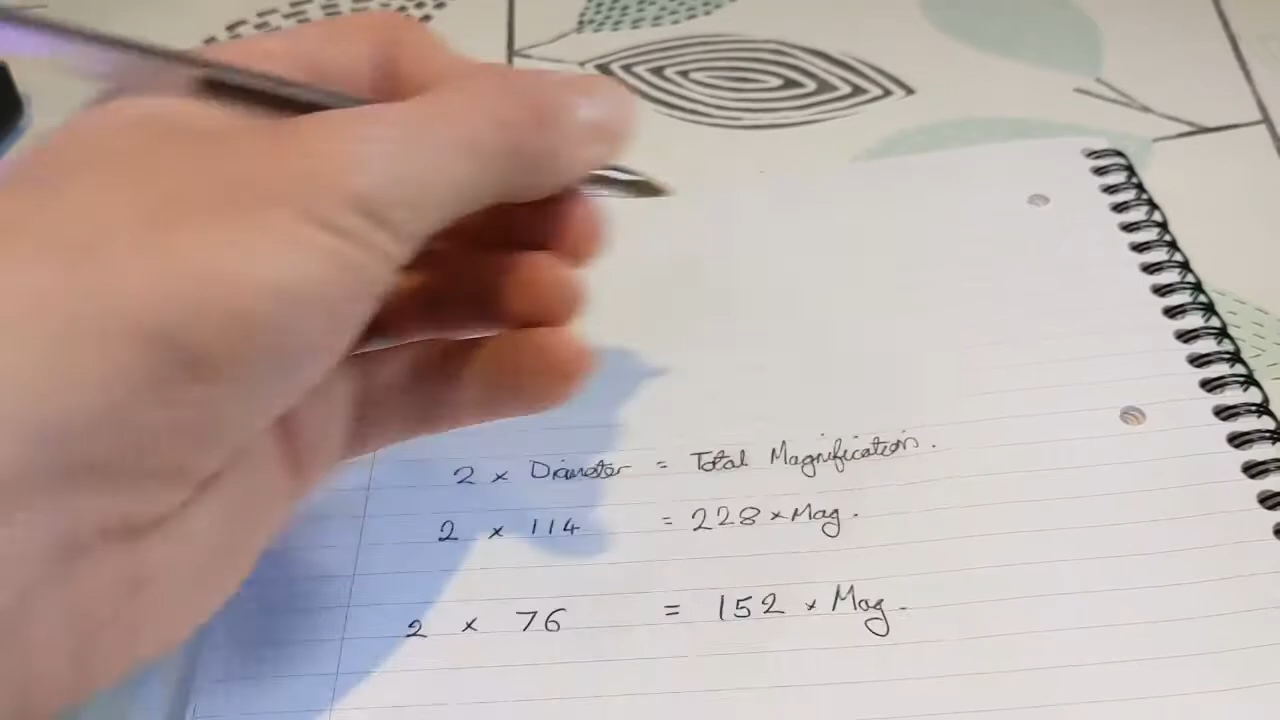 2 x Diameter = Total Magnification.
2 x 114 = 228 x Mag.
2 x 76 = 152 x Mag.